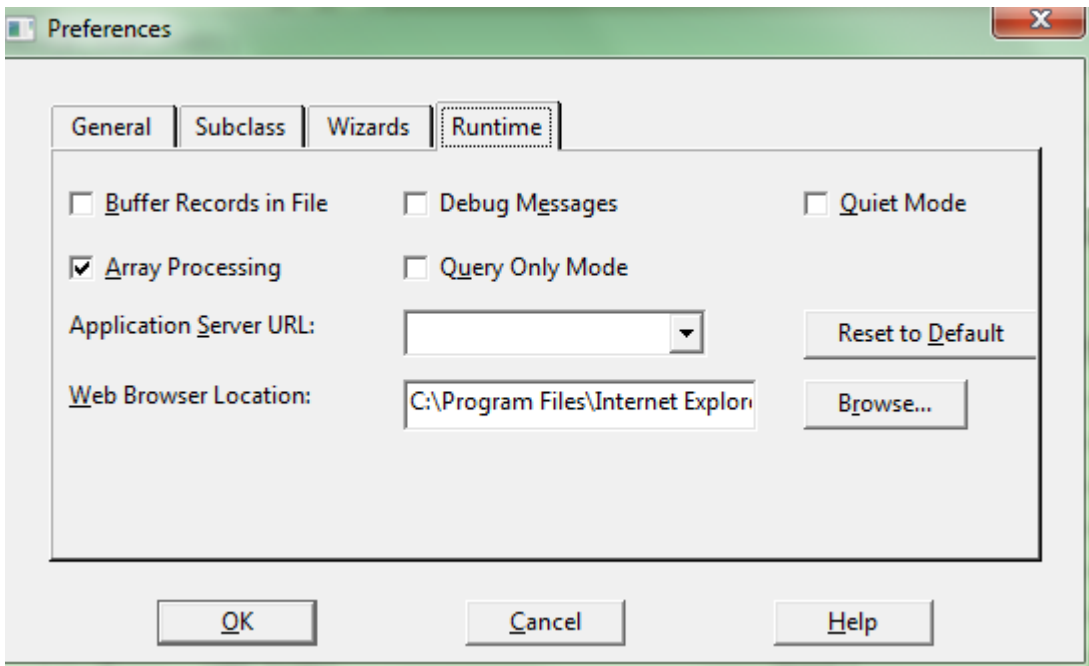 Preferences
General Subclass Wizards Runtime
Buffer Records in File Debug Messages Quiet Mode
Array Processing Query Only Mode
Application Server URL: Reset to Default
Web Browser Location: C:\Program Files\Internet Explore Browse...
OK Cancel Help